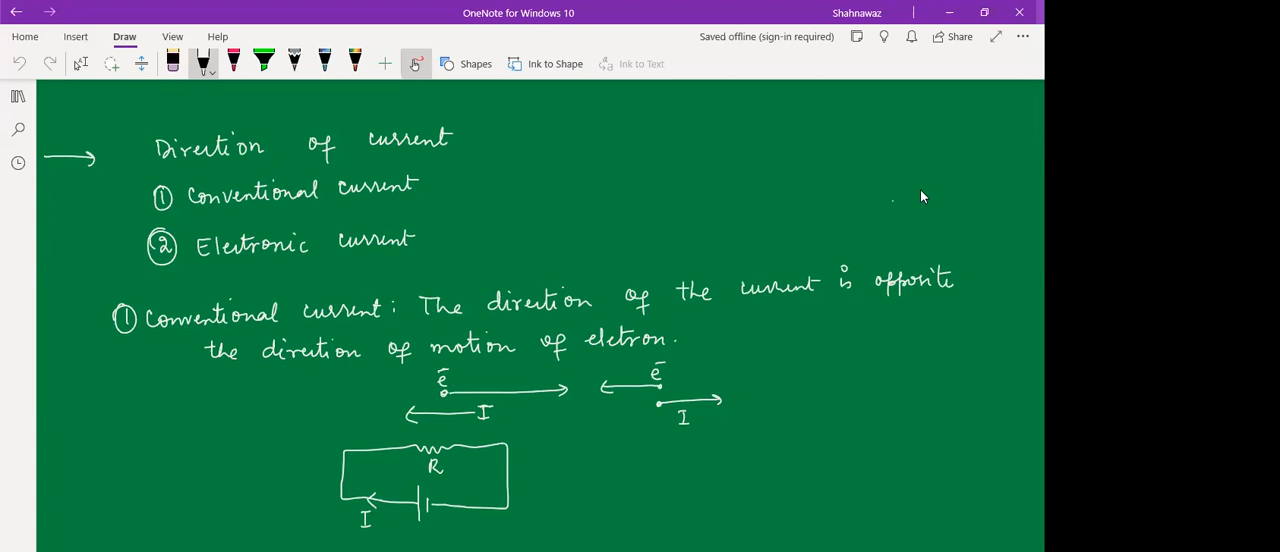 OneNote for Windows 10
Shahnawaz
Home Insert Draw View Help
Saved offline (sign-in required) Share
Shapes Ink to Shape Ink to Text
Direction of current
① Conventional current
② Electronic current
① Conventional current : The direction of the current is opposite
the direction of motion of eletron.
e⁻ e⁻
I I
R
I